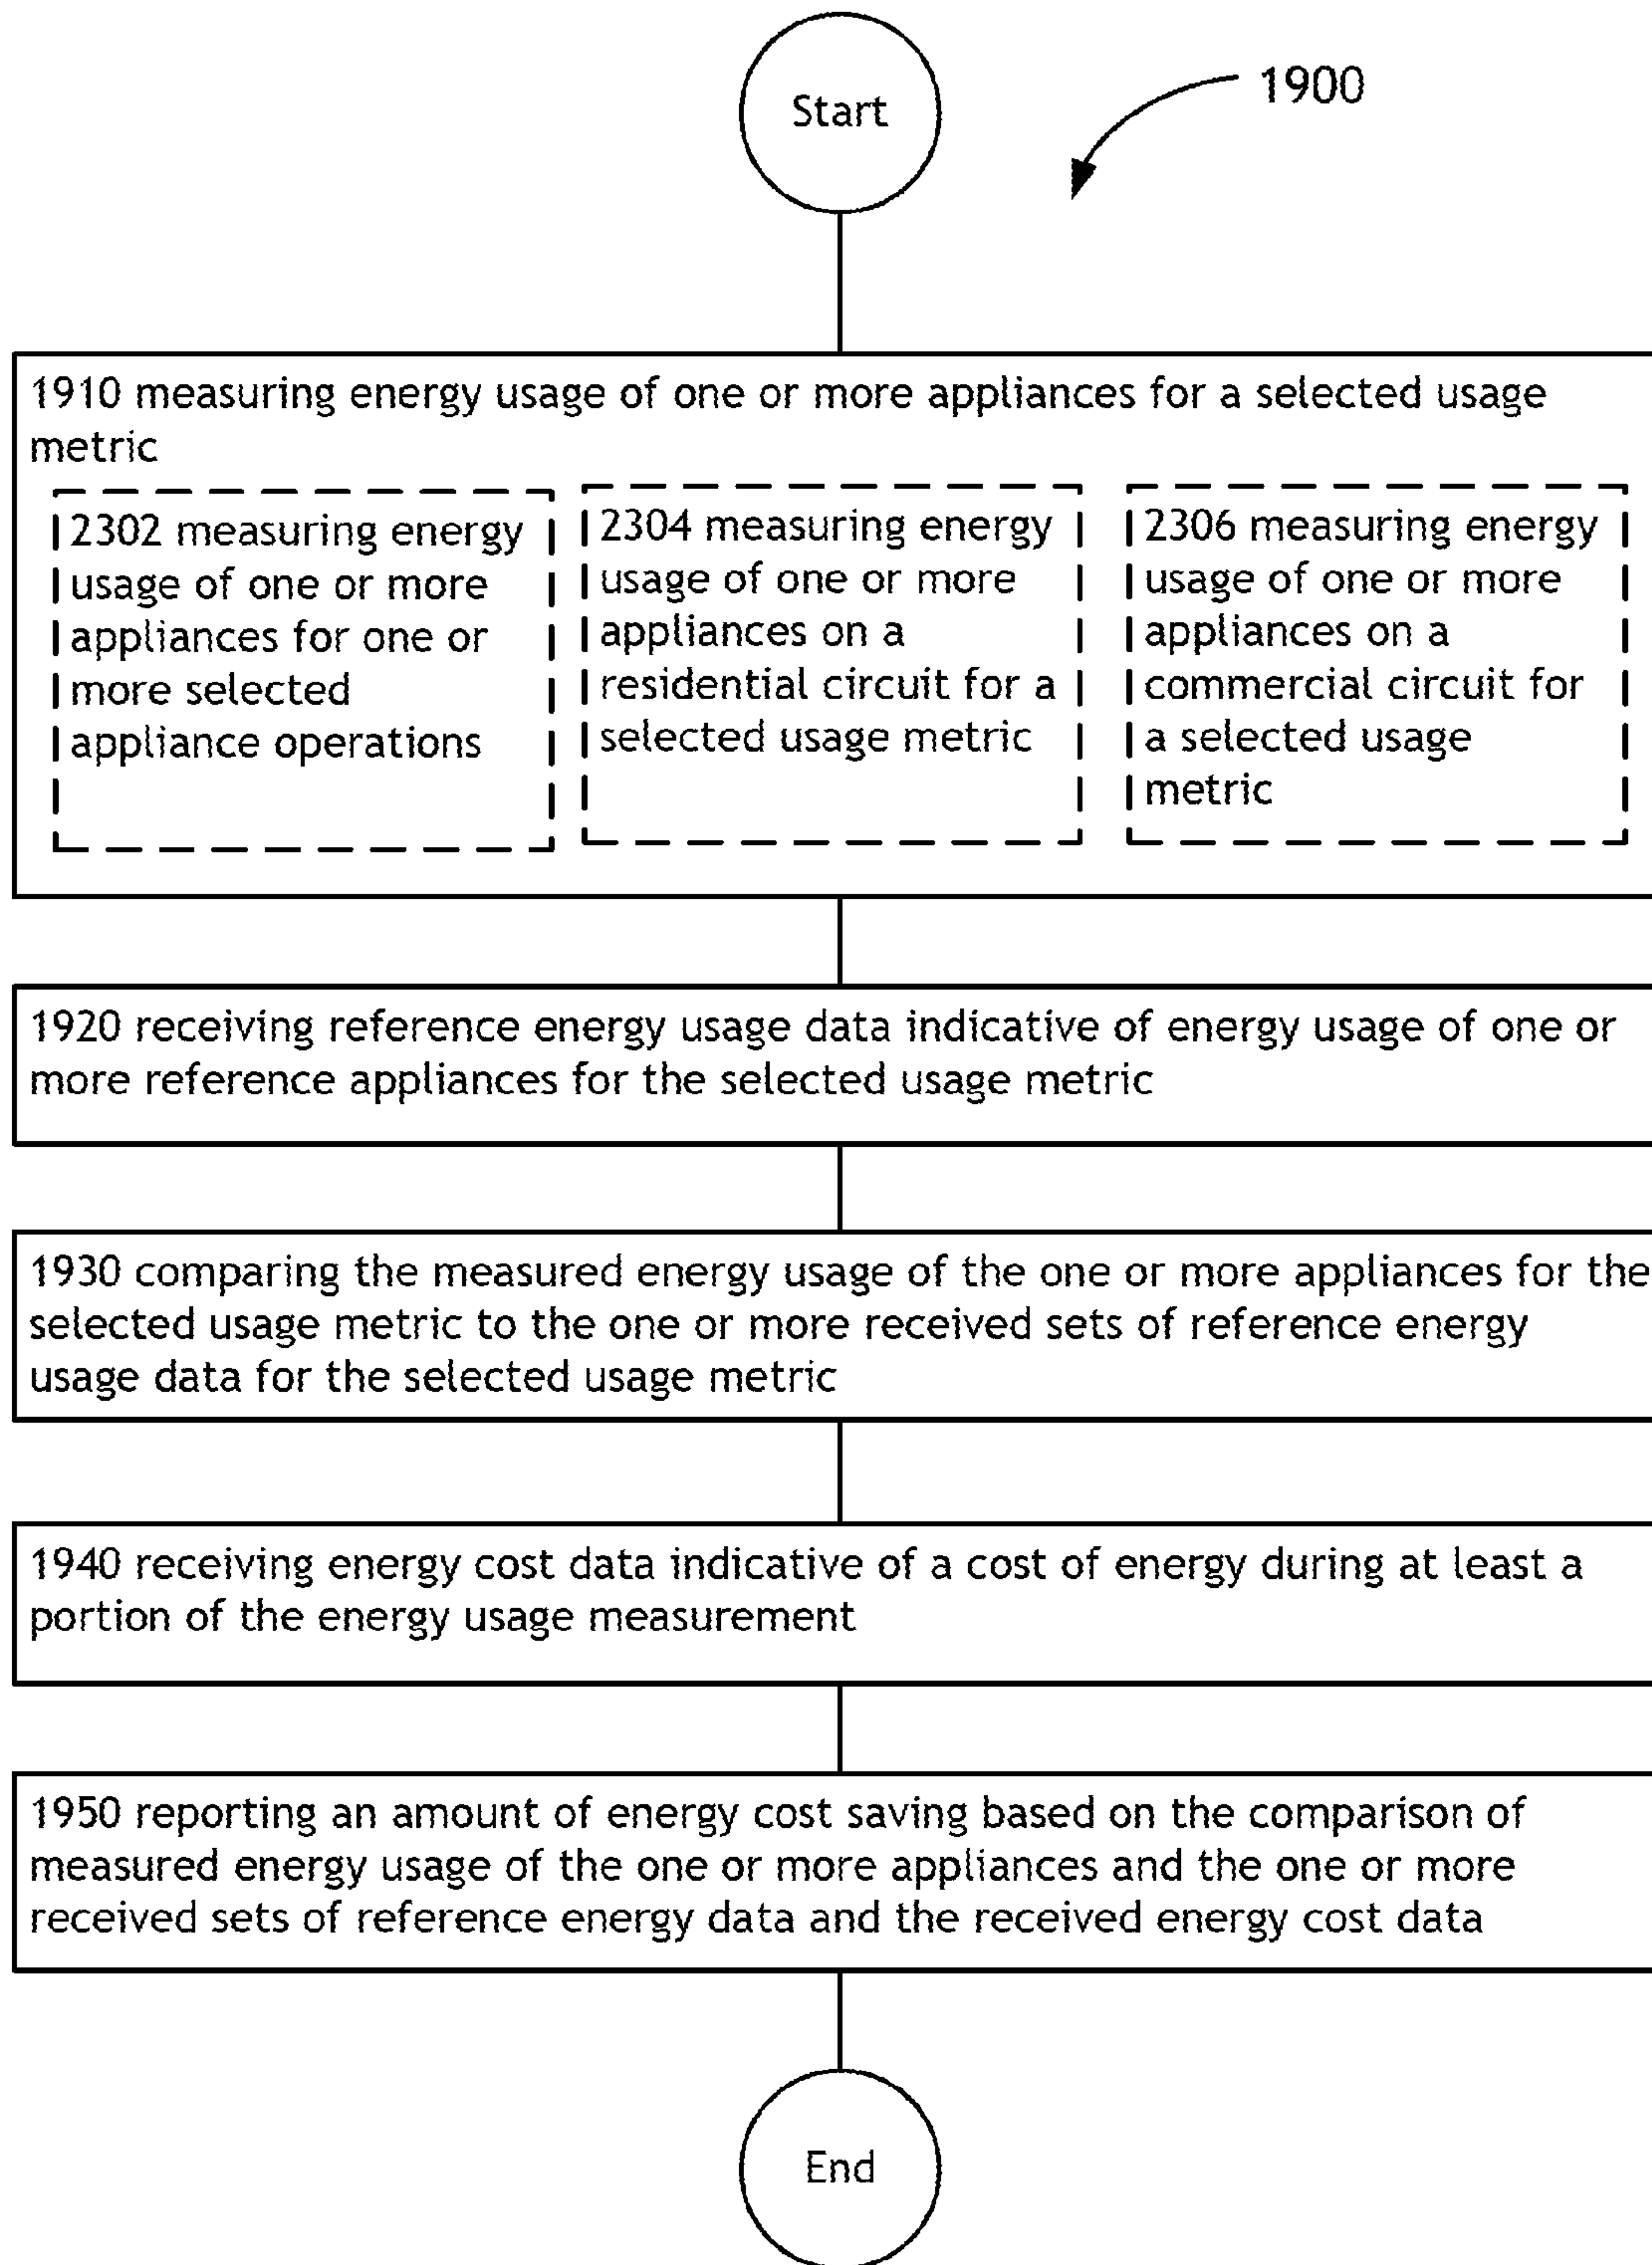 Start
1900
1910 measuring energy usage of one or more appliances for a selected usage
metric
2302 measuring energy
usage of one or more
appliances for one or
more selected
appliance operations
2304 measuring energy
usage of one or more
appliances on a
residential circuit for a
selected usage metric
2306 measuring energy
usage of one or more
appliances on a
commercial circuit for
a selected usage
metric
1920 receiving reference energy usage data indicative of energy usage of one or
more reference appliances for the selected usage metric
1930 comparing the measured energy usage of the one or more appliances for the
selected usage metric to the one or more received sets of reference energy
usage data for the selected usage metric
1940 receiving energy cost data indicative of a cost of energy during at least a
portion of the energy usage measurement
1950 reporting an amount of energy cost saving based on the comparison of
measured energy usage of the one or more appliances and the one or more
received sets of reference energy data and the received energy cost data
End